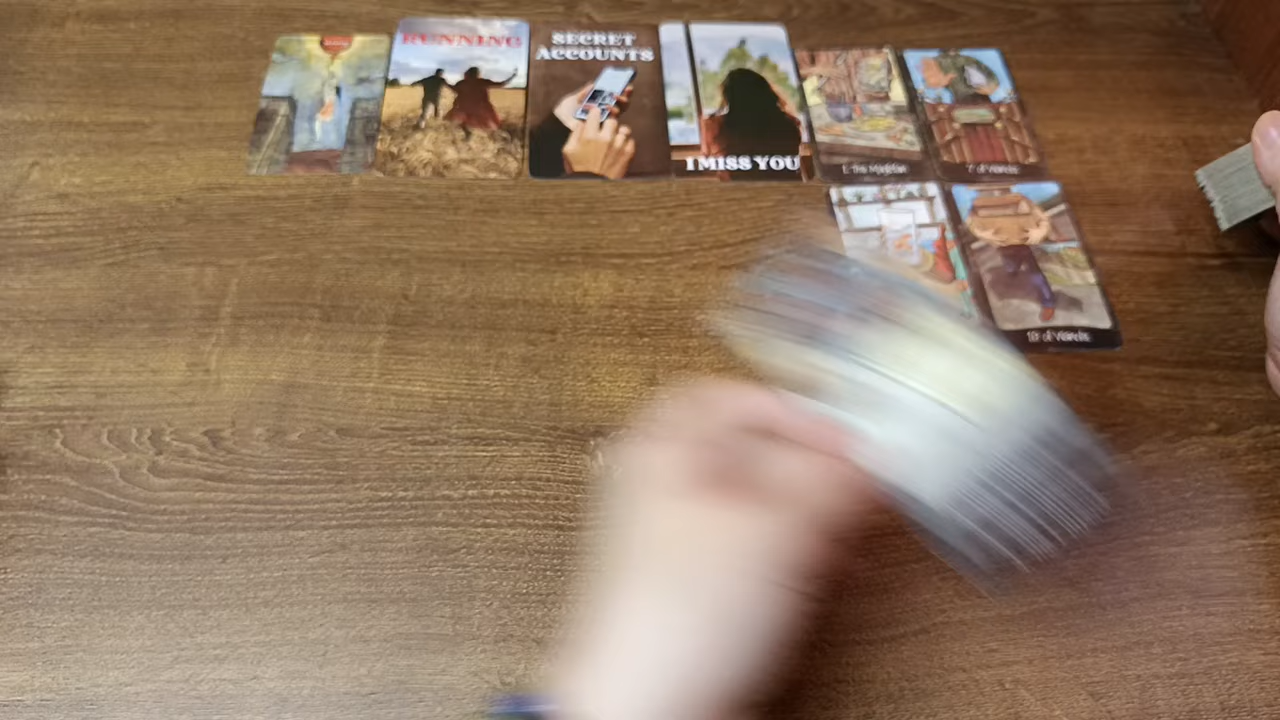 RUNNING
SECRET
ACCOUNTS
I MISS YOU
I. The Magician
7 of Wands
10 of Wands